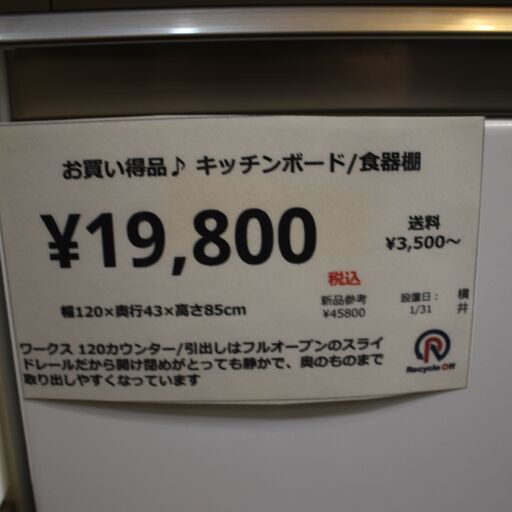 お買い得品♪ キッチンボード/食器棚
¥19,800
税込
送料
¥3,500～
幅120×奥行43×高さ85cm
新品参考
¥45800
設置日：
1/31
横井
ワークス 120カウンター/引出しはフルオープンのスライ
ドレールだから開け閉めがとっても静かで、奥のものまで
取り出しやすくなっています
Recycle Off